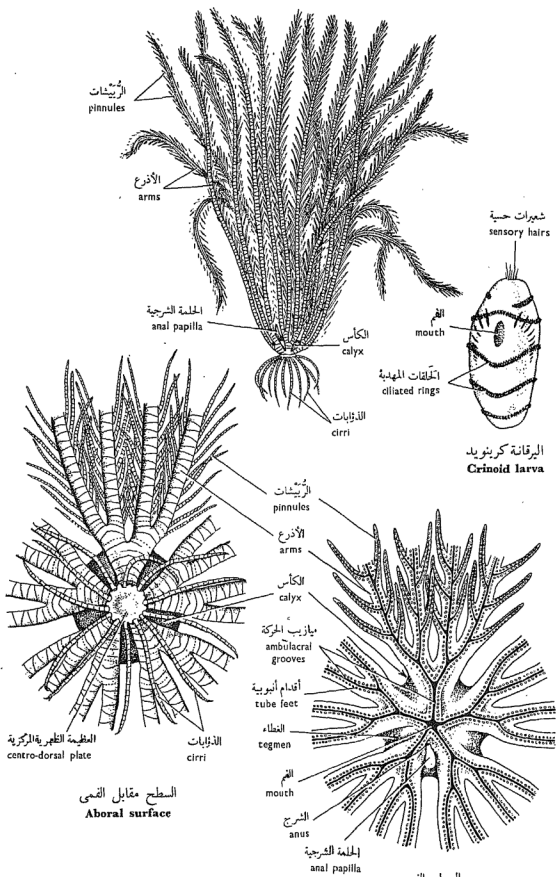 الرُّبَيْشات
pinnules
الأذرع
arms
شعيرات حسية
sensory hairs
الحلمة الشرجية
anal papilla
الكأس
calyx
الفم
mouth
الحلقات المهدبة
ciliated rings
الذؤابات
cirri
اليرقانة كرينويد
Crinoid larva
الرُّبَيْشات
pinnules
الأذرع
arms
الكأس
calyx
ميازيب الحركة
ambulacral
grooves
أقدام أنبوبية
tube feet
الغطاء
tegmen
الفم
mouth
الشرج
anus
الحلمة الشرجية
anal papilla
العظيمة الظهرية المركزية
centro-dorsal plate
الذؤابات
cirri
السطح مقابل الفمى
Aboral surface